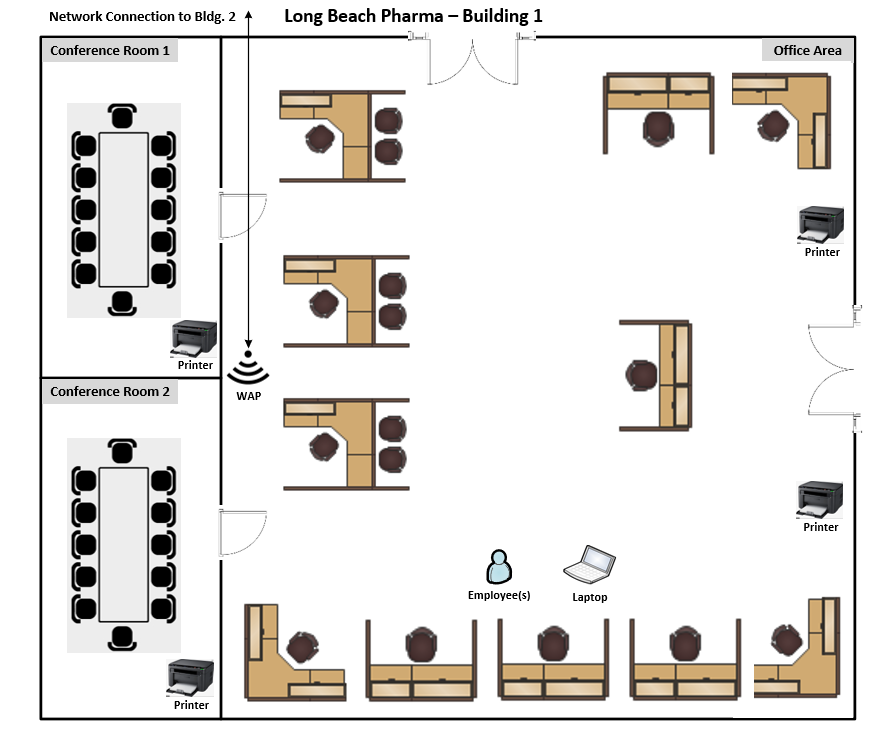 Network Connection to Bldg. 2
Long Beach Pharma – Building 1
Conference Room 1
Office Area
Printer
Printer
Conference Room 2
WAP
Printer
Employee(s)
Laptop
Printer